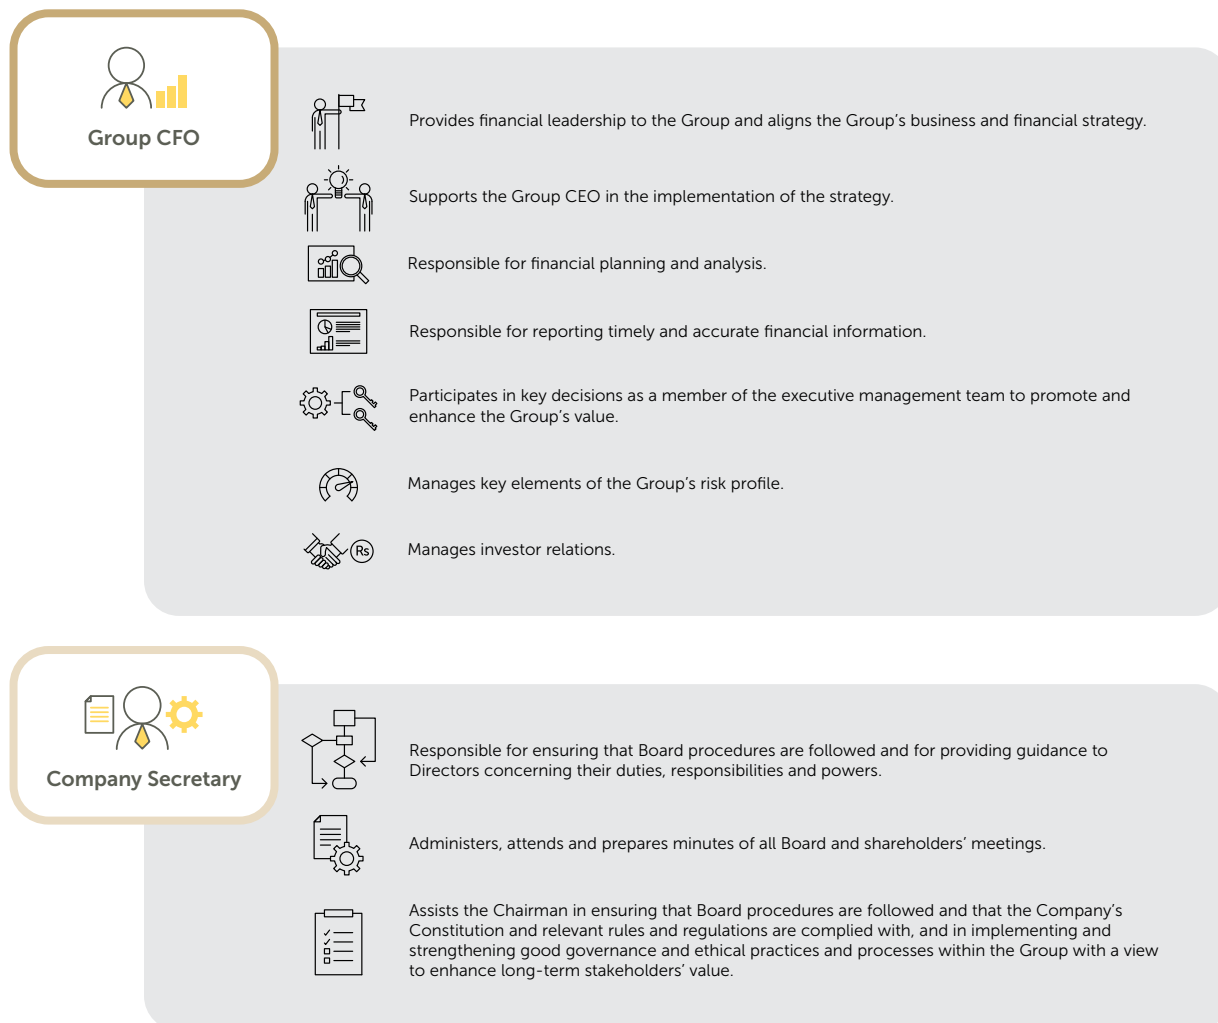 Group CFO
Provides financial leadership to the Group and aligns the Group's business and financial strategy.
Supports the Group CEO in the implementation of the strategy.
Responsible for financial planning and analysis.
Responsible for reporting timely and accurate financial information.
Participates in key decisions as a member of the executive management team to promote and
enhance the Group's value.
Manages key elements of the Group's risk profile.
Rs
Manages investor relations.
Company Secretary
Responsible for ensuring that Board procedures are followed and for providing guidance to
Directors concerning their duties, responsibilities and powers.
Administers, attends and prepares minutes of all Board and shareholders' meetings.
Assists the Chairman in ensuring that Board procedures are followed and that the Company's
Constitution and relevant rules and regulations are complied with, and in implementing and
strengthening good governance and ethical practices and processes within the Group with a view
to enhance long-term stakeholders' value.